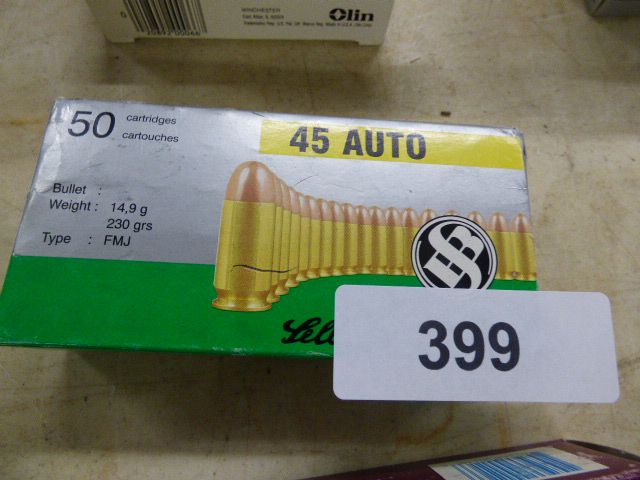 WINCHESTER
Olin
50 cartridges
cartouches
45 AUTO
Bullet :
Weight : 14,9 g
230 grs
Type : FMJ
S&B
399